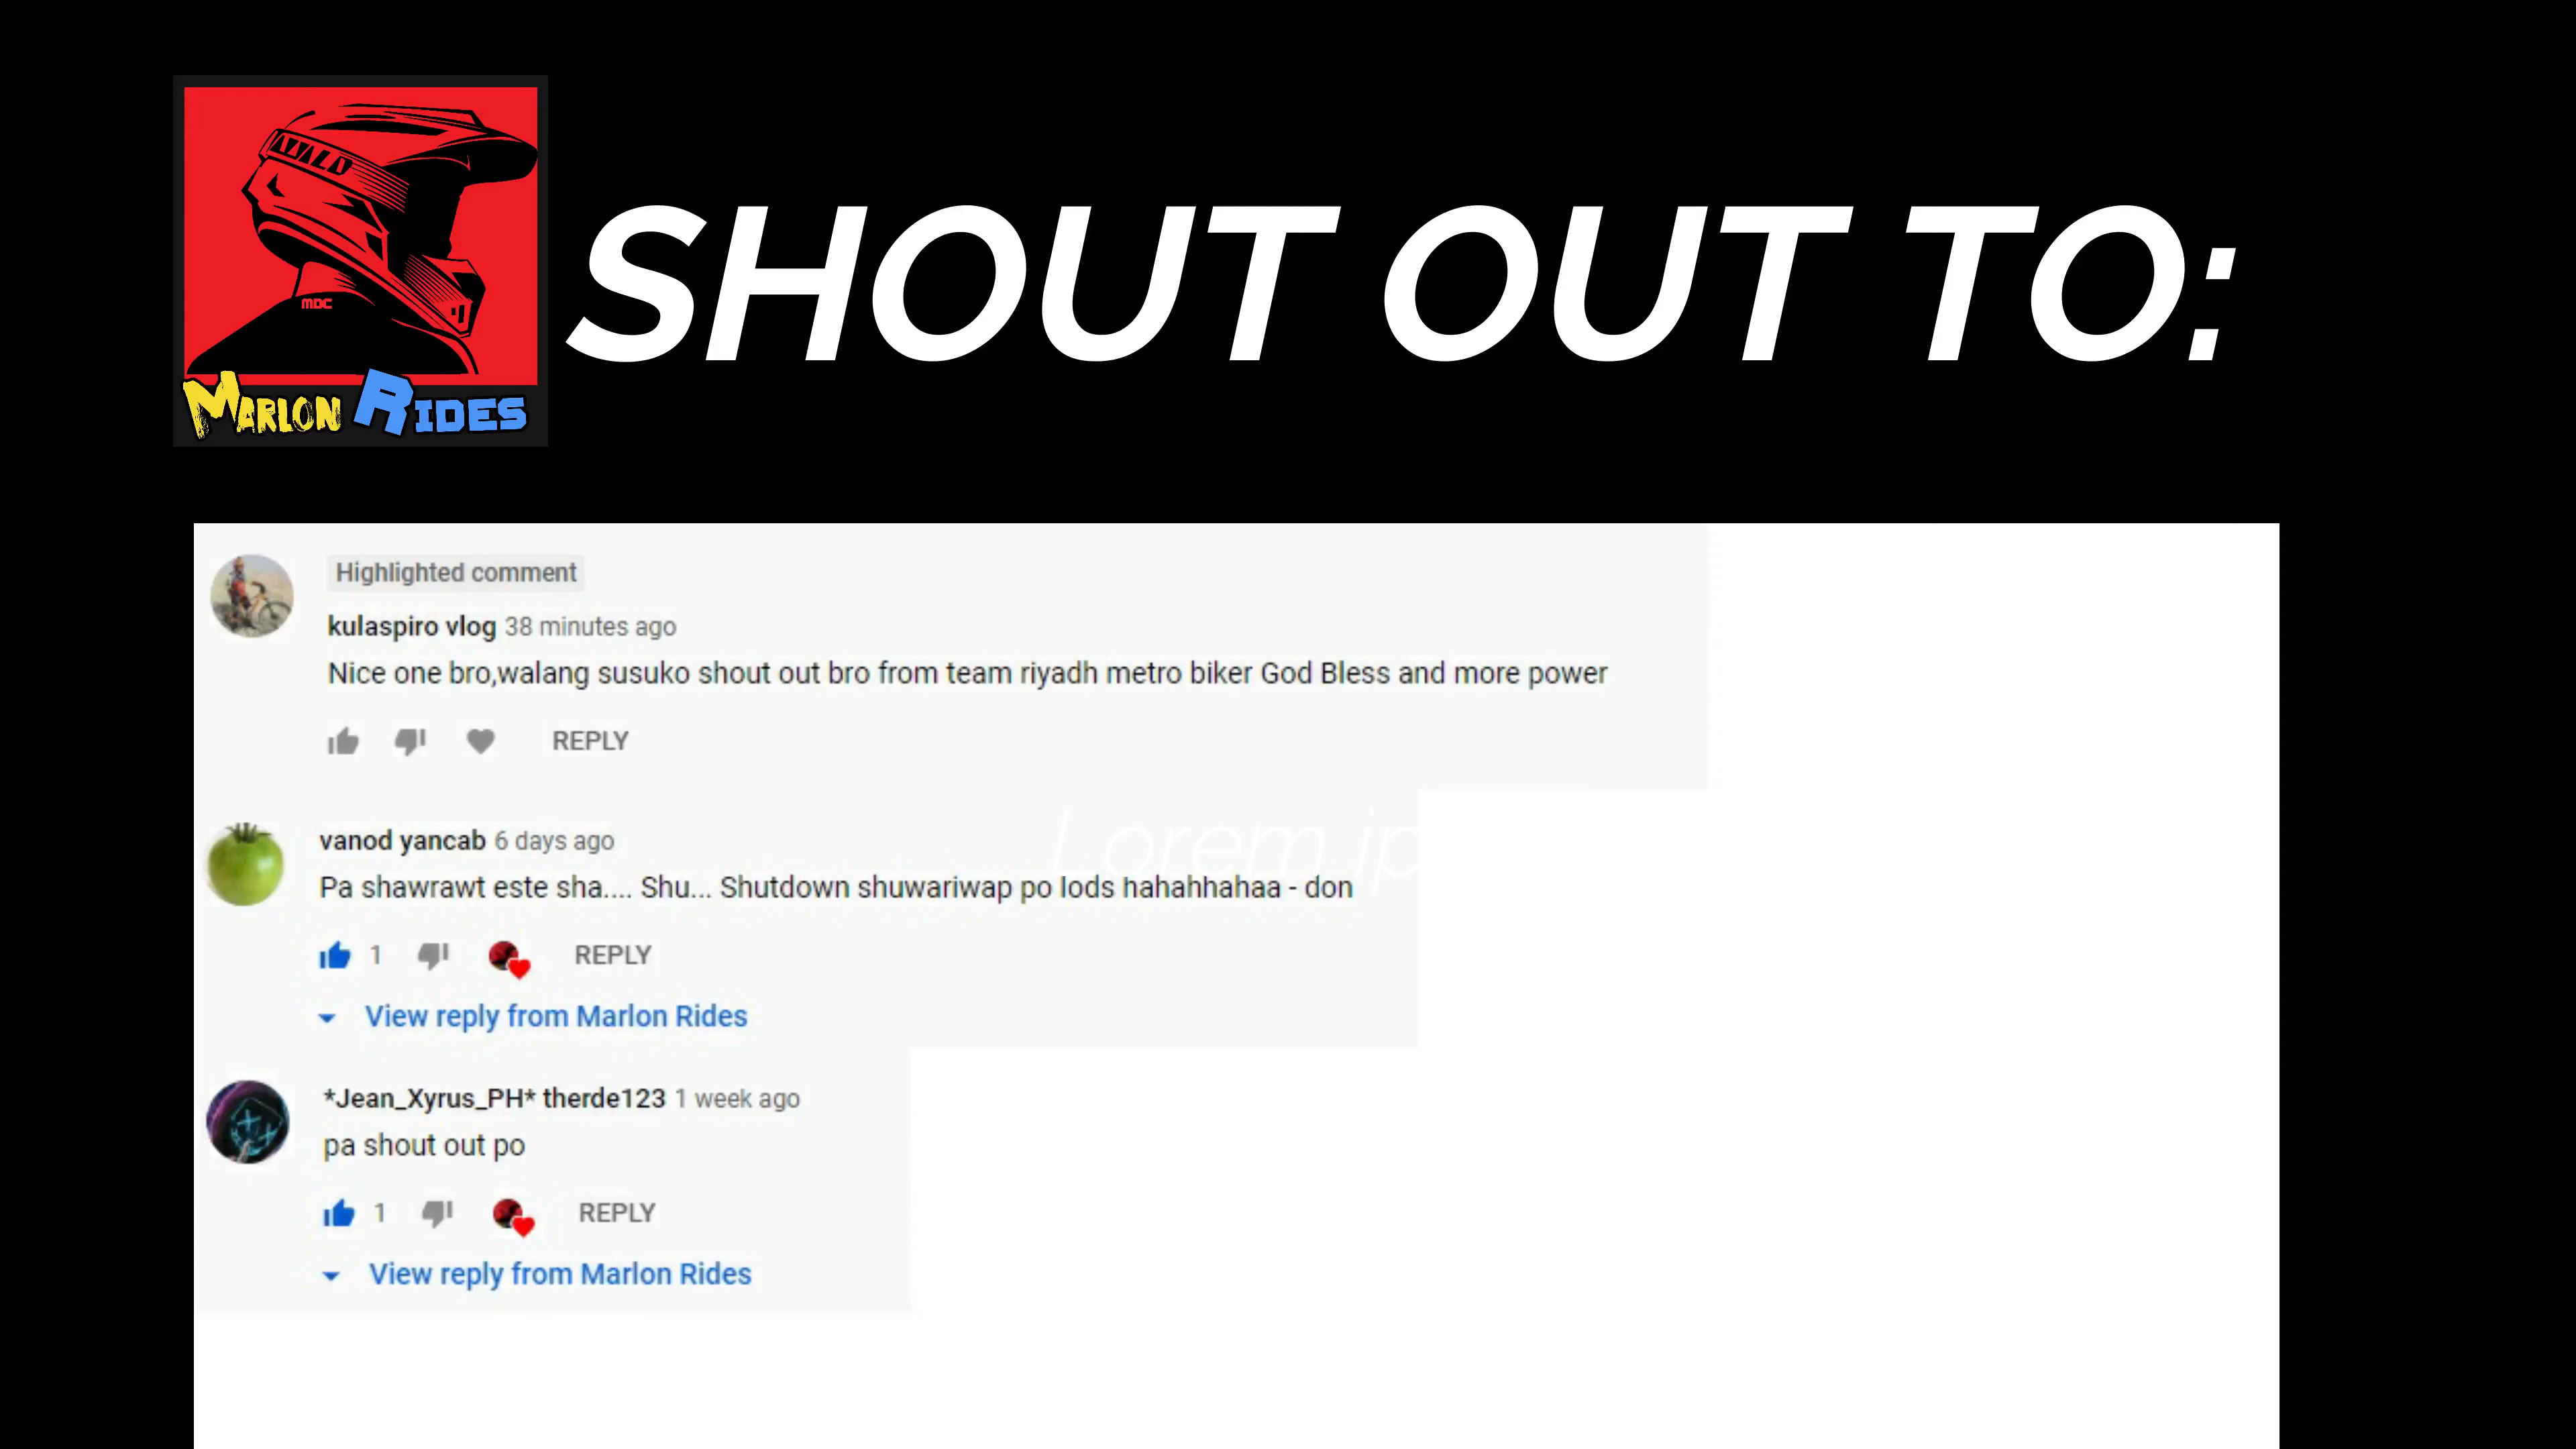 SHOUT OUT TO:
MDC
MARLON RIDES
Highlighted comment
kulaspiro vlog 38 minutes ago
Nice one bro,walang susuko shout out bro from team riyadh metro biker God Bless and more power
REPLY
Lorem ip
vanod yancab 6 days ago
Pa shawrawt este sha.... Shu... Shutdown shuwariwap po lods hahahhahaa - don
1 REPLY
View reply from Marlon Rides
*Jean_Xyrus_PH* therde123 1 week ago
pa shout out po
1 REPLY
View reply from Marlon Rides